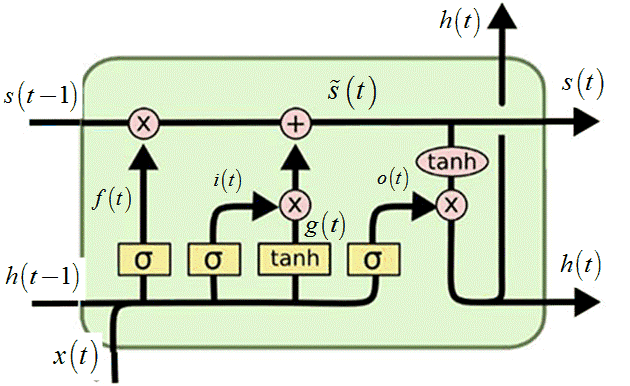 h(t)
s(t−1)
s̃(t)
s(t)
×
+
tanh
f(t)
i(t)
o(t)
×
×
g(t)
σ
σ
tanh
σ
h(t−1)
h(t)
x(t)